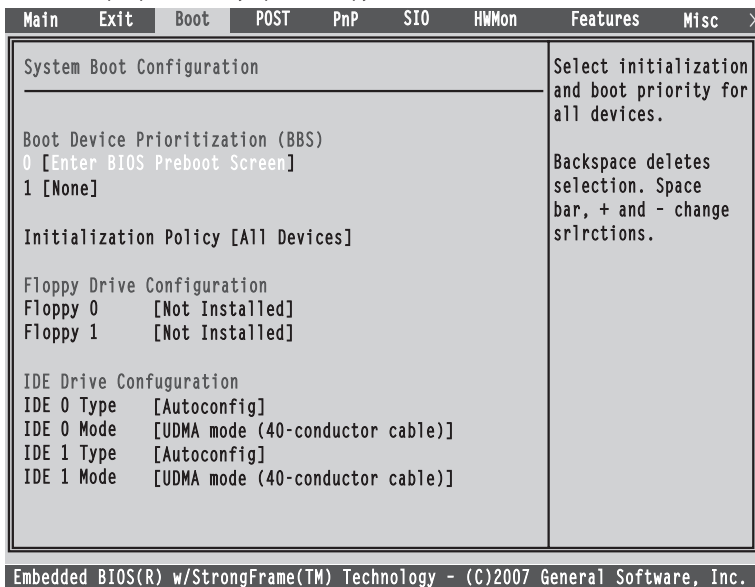 Main Exit Boot POST PnP SIO HWMon Features Misc >
System Boot Configuration
Boot Device Prioritization (BBS)
0 [Enter BIOS Preboot Screen]
1 [None]
Initialization Policy [All Devices]
Floppy Drive Configuration
Floppy 0 [Not Installed]
Floppy 1 [Not Installed]
IDE Drive Confuguration
IDE 0 Type [Autoconfig]
IDE 0 Mode [UDMA mode (40-conductor cable)]
IDE 1 Type [Autoconfig]
IDE 1 Mode [UDMA mode (40-conductor cable)]
Select initialization
and boot priority for
all devices.
Backspace deletes
selection. Space
bar, + and - change
srlrctions.
Embedded BIOS(R) w/StrongFrame(TM) Technology - (C)2007 General Software, Inc.